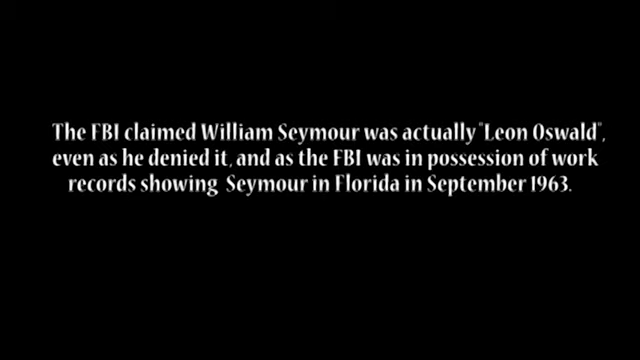 The FBI claimed William Seymour was actually "Leon Oswald",
even as he denied it, and as the FBI was in possession of work
records showing Seymour in Florida in September 1963.